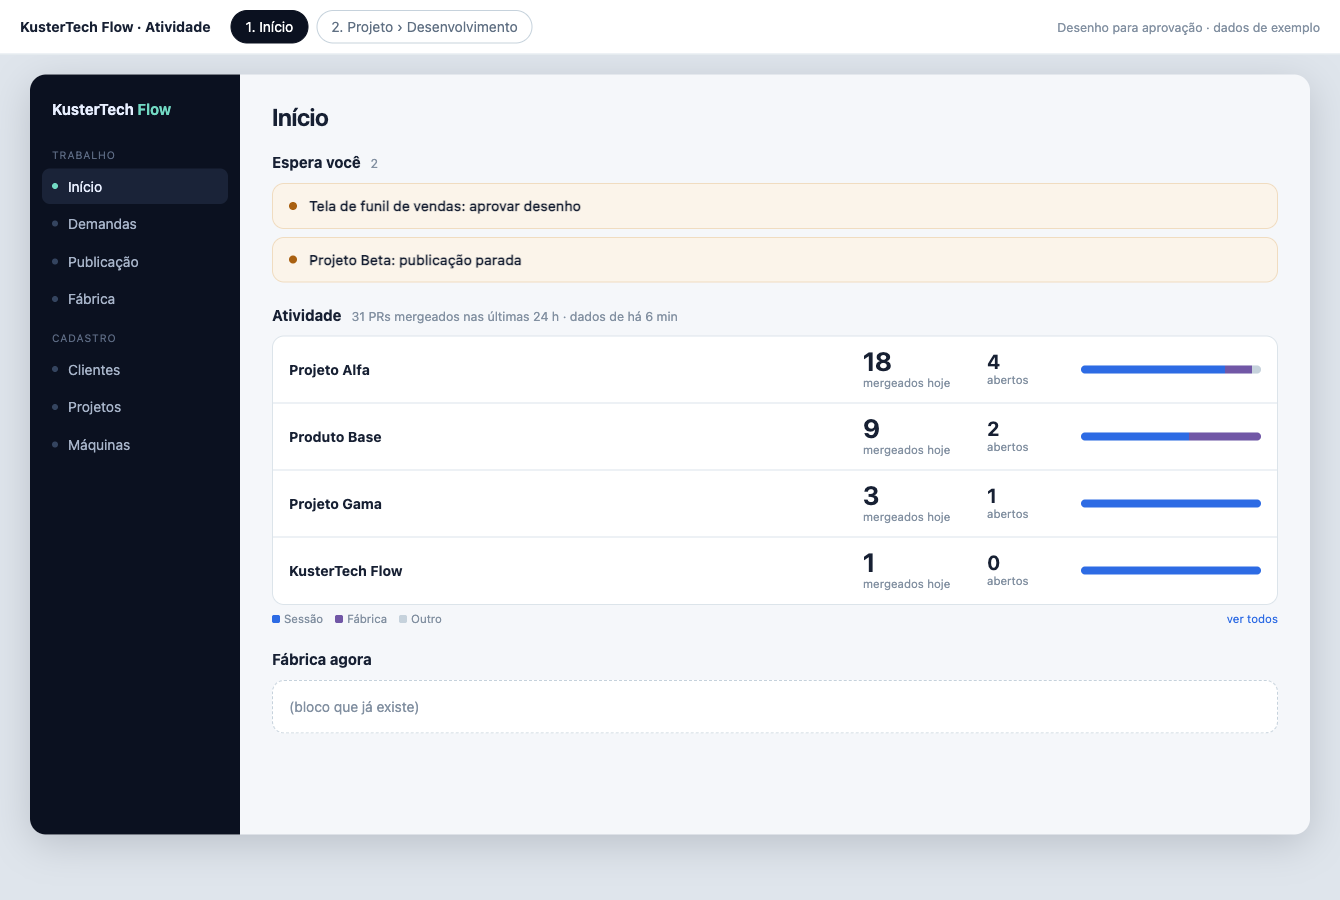 KusterTech Flow · Atividade
1. Início
2. Projeto › Desenvolvimento
Desenho para aprovação · dados de exemplo
KusterTech Flow
TRABALHO
Início
Demandas
Publicação
Fábrica
CADASTRO
Clientes
Projetos
Máquinas
Início
Espera você 2
Tela de funil de vendas: aprovar desenho
Projeto Beta: publicação parada
Atividade 31 PRs mergeados nas últimas 24 h · dados de há 6 min
Projeto Alfa
18
mergeados hoje
4
abertos
Produto Base
9
mergeados hoje
2
abertos
Projeto Gama
3
mergeados hoje
1
abertos
KusterTech Flow
1
mergeados hoje
0
abertos
Sessão Fábrica Outro
ver todos
Fábrica agora
(bloco que já existe)